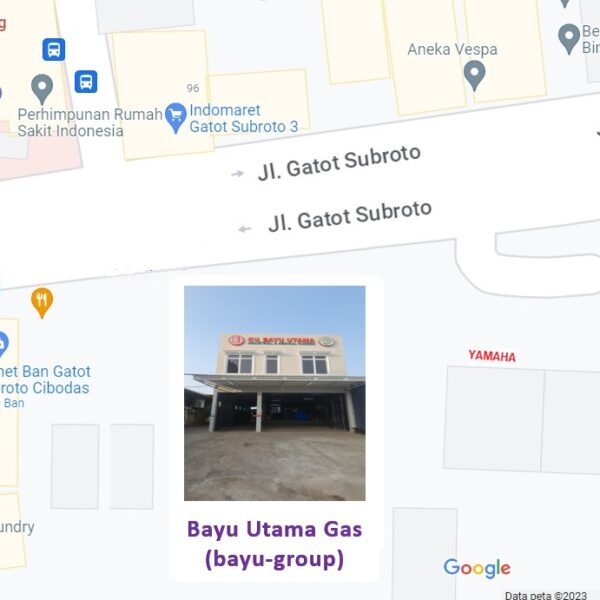 g
Be
Bin
Aneka Vespa
96
Perhimpunan Rumah
Sakit Indonesia
Indomaret
Gatot Subroto 3
Jl. Gatot Subroto
Jl. Gatot Subroto
CV. BAYU UTAMA
YAMAHA
net Ban Gatot
roto Cibodas
Ban
undry
Bayu Utama Gas
(bayu-group)
Google
Data peta ©2023